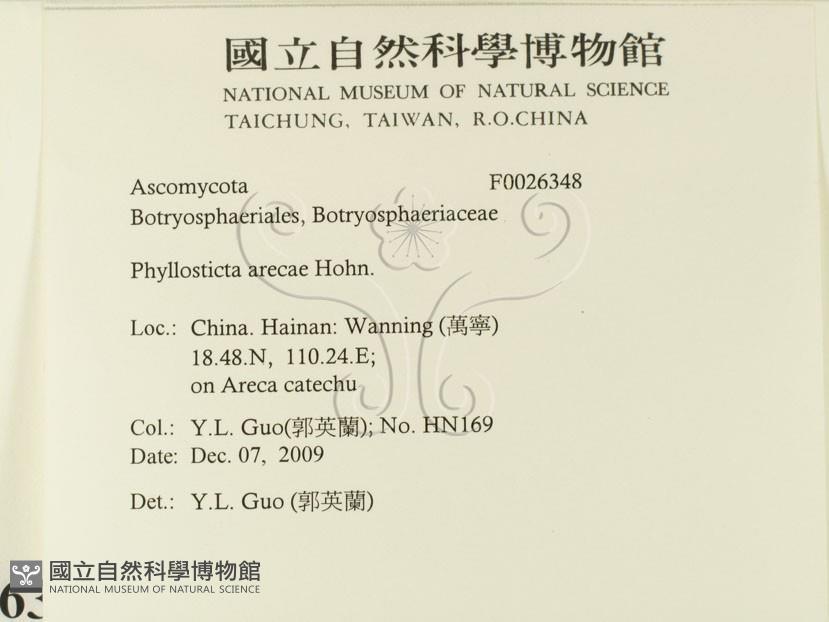 國立自然科學博物館
NATIONAL MUSEUM OF NATURAL SCIENCE
TAICHUNG, TAIWAN, R.O.CHINA
Ascomycota F0026348
Botryosphaeriales, Botryosphaeriaceae
Phyllosticta arecae Hohn.
Loc.: China. Hainan: Wanning (萬寧)
18.48.N, 110.24.E;
on Areca catechu
Col.: Y.L. Guo(郭英蘭); No. HN169
Date: Dec. 07, 2009
Det.: Y.L. Guo (郭英蘭)
國立自然科學博物館
NATIONAL MUSEUM OF NATURAL SCIENCE